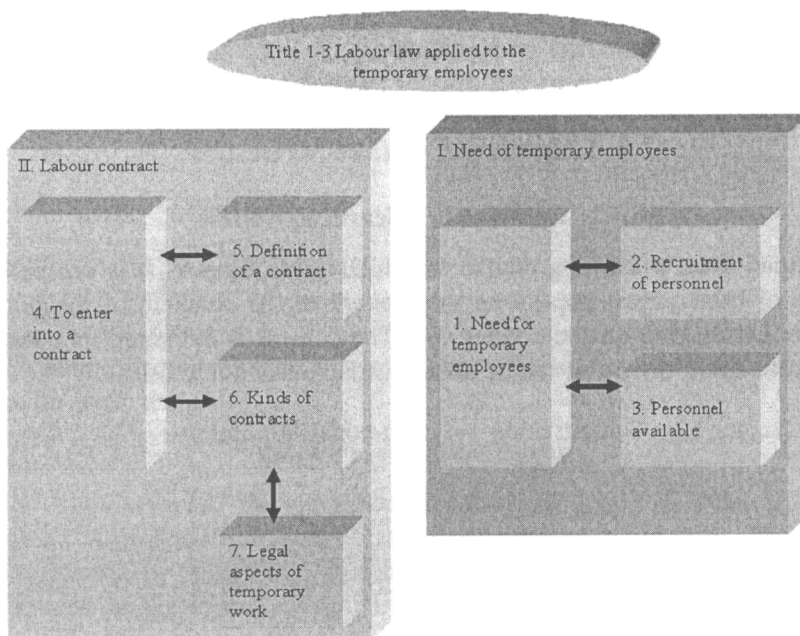 Title 1-3 Labour law applied to the
temporary employees
II. Labour contract
4. To enter
into a
contract
5. Definition
of a contract
6. Kinds of
contracts
7. Legal
aspects of
temporary
work
I. Need of temporary employees
1. Need for
temporary
employees
2. Recruitment
of personnel
3. Personnel
available